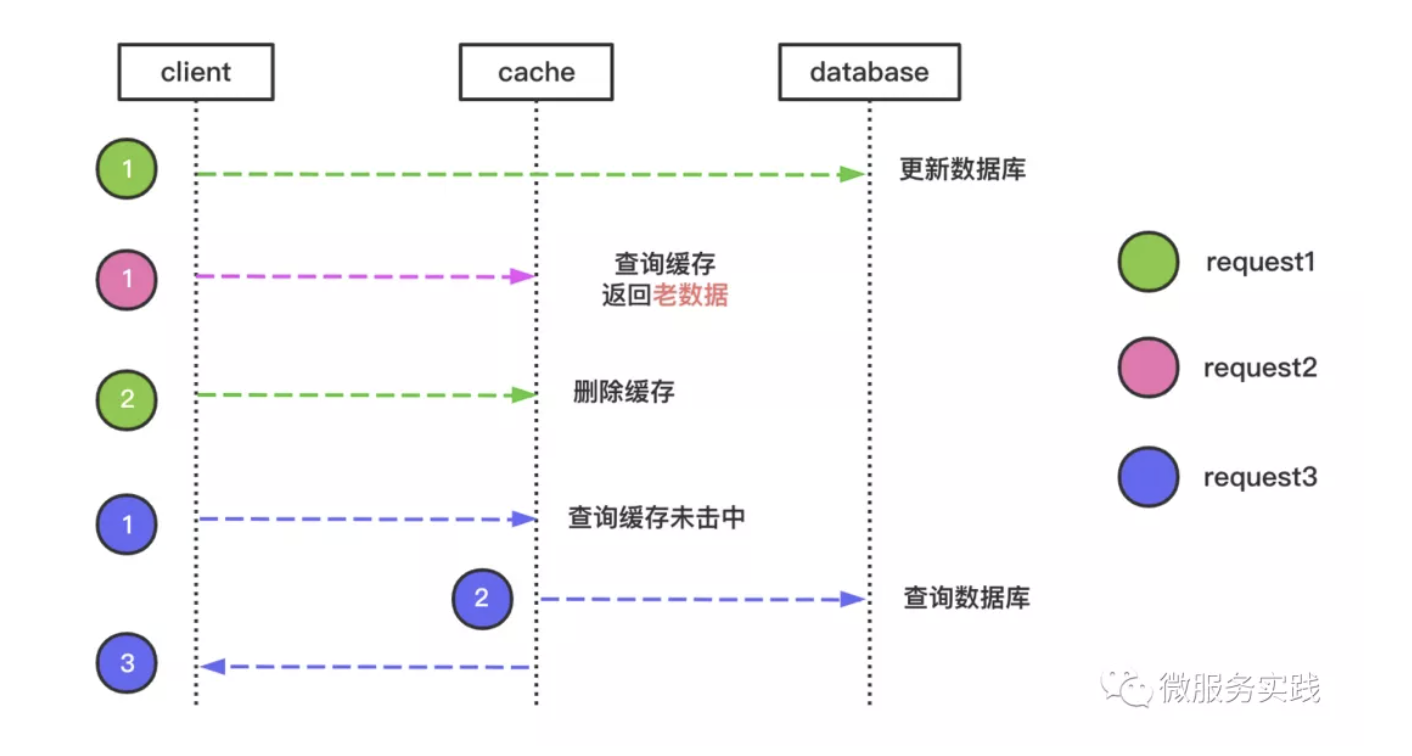 client
cache
database
1
更新数据库
1
查询缓存
返回老数据
request1
request2
2
删除缓存
request3
1
查询缓存未击中
2
查询数据库
3
微服务实践